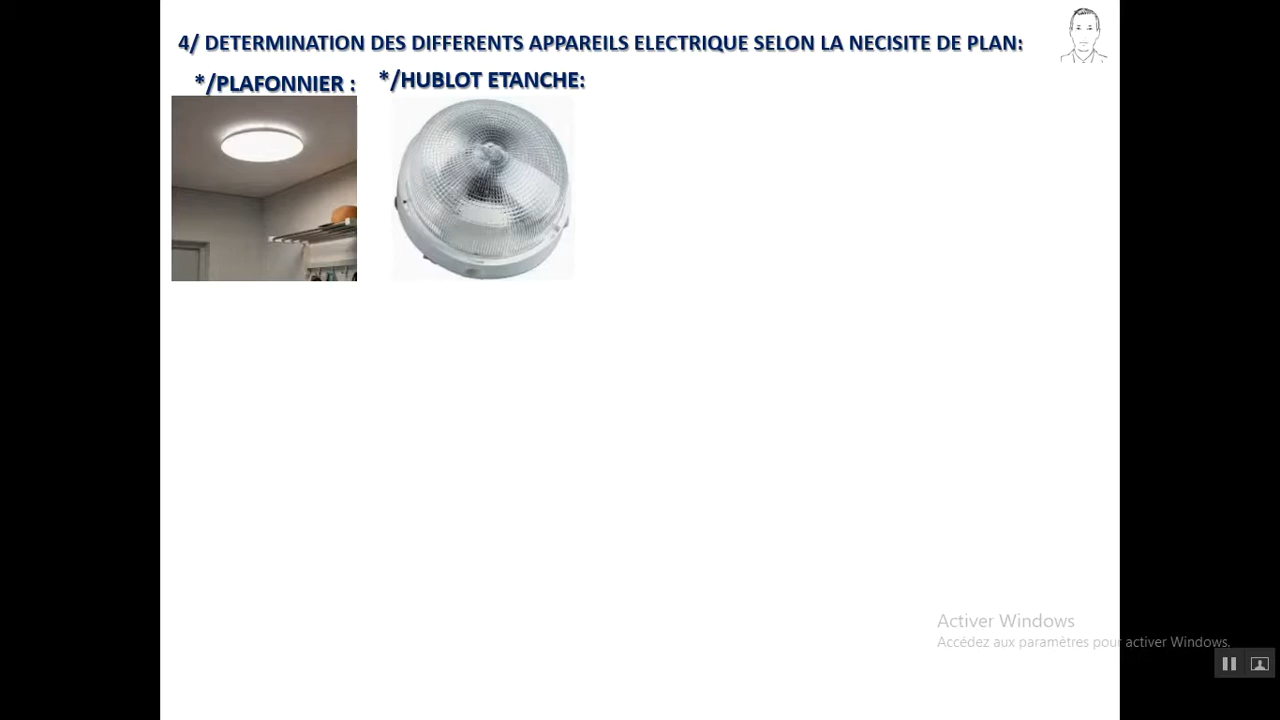 4/ DETERMINATION DES DIFFERENTS APPAREILS ELECTRIQUE SELON LA NECISITE DE PLAN:
*/PLAFONNIER :
*/HUBLOT ETANCHE:
Activer Windows
Accédez aux paramètres pour activer Windows.